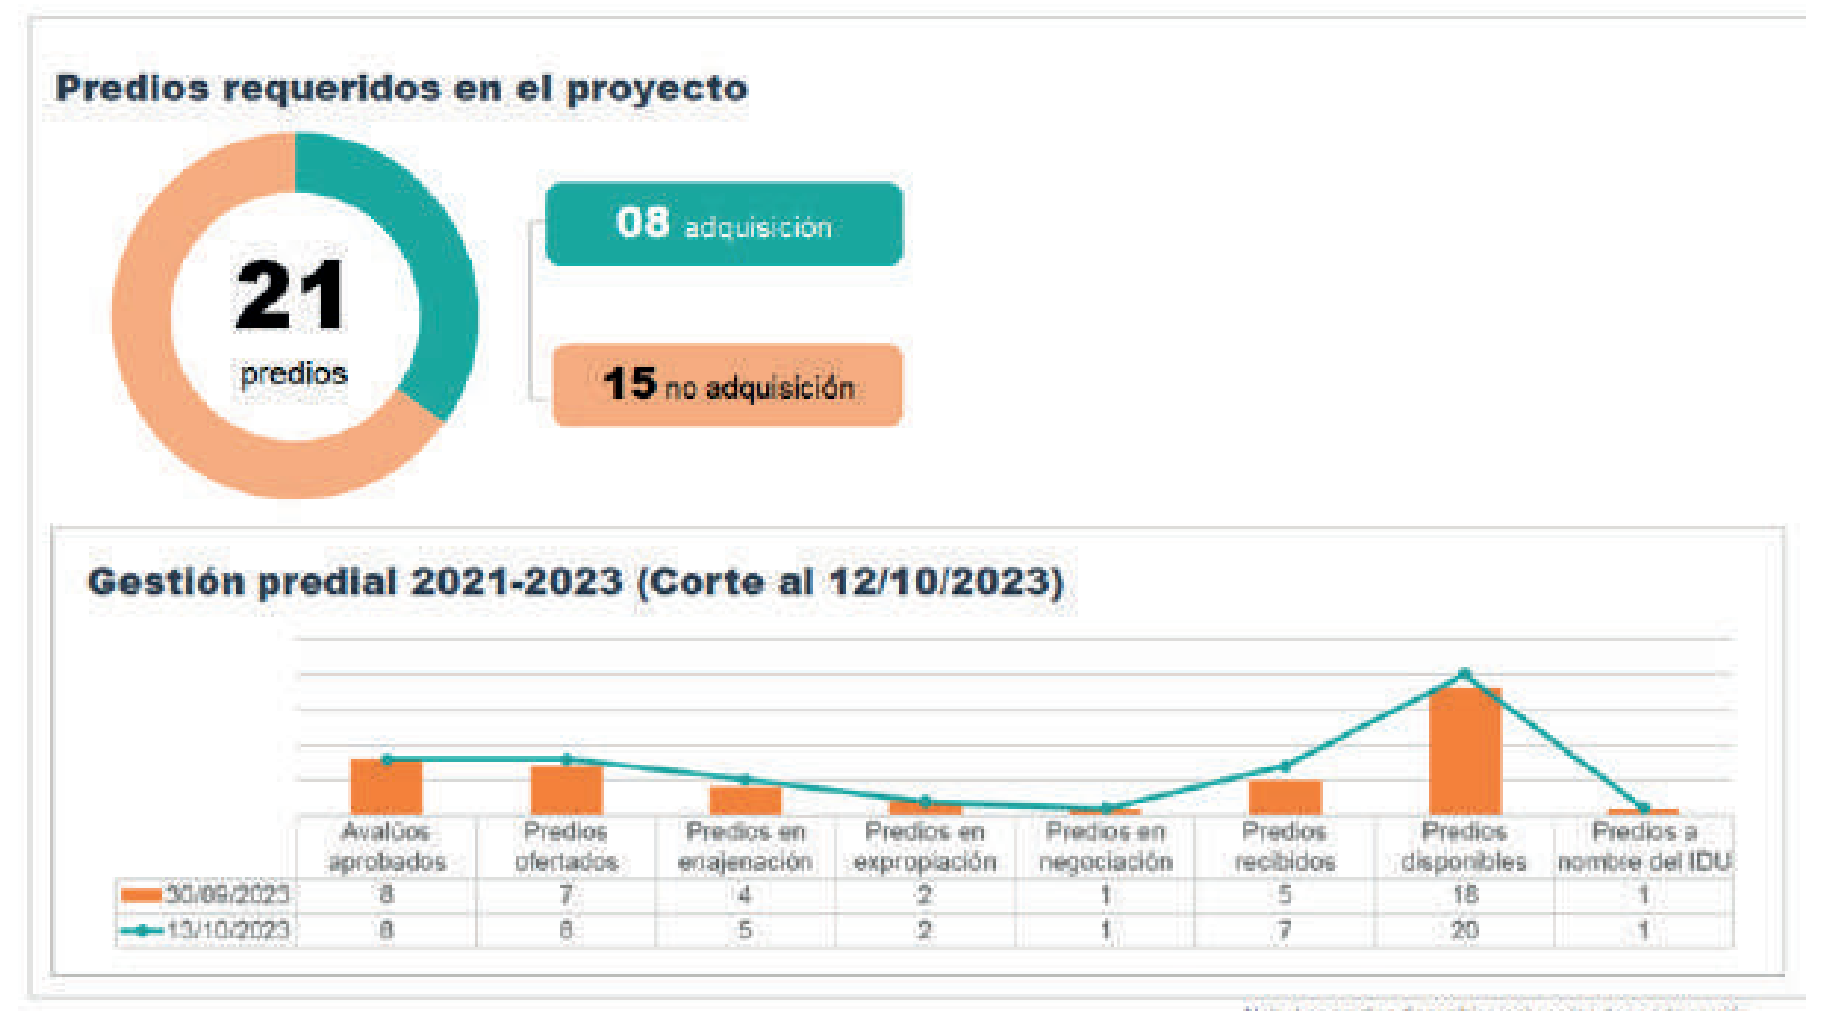 Predios requeridos en el proyecto
21
predios
08 adquisición
15 no adquisición
Gestión predial 2021-2023 (Corte al 12/10/2023)
Avalúos aprobados
Predios ofertados
Predios en enajenación
Predios en expropiación
Predios en negociación
Predios recibidos
Predios disponibles
Predios a nombre del IDU
30/09/2023 8 7 4 2 1 5 18 1
13/10/2023 8 8 5 2 1 7 20 1